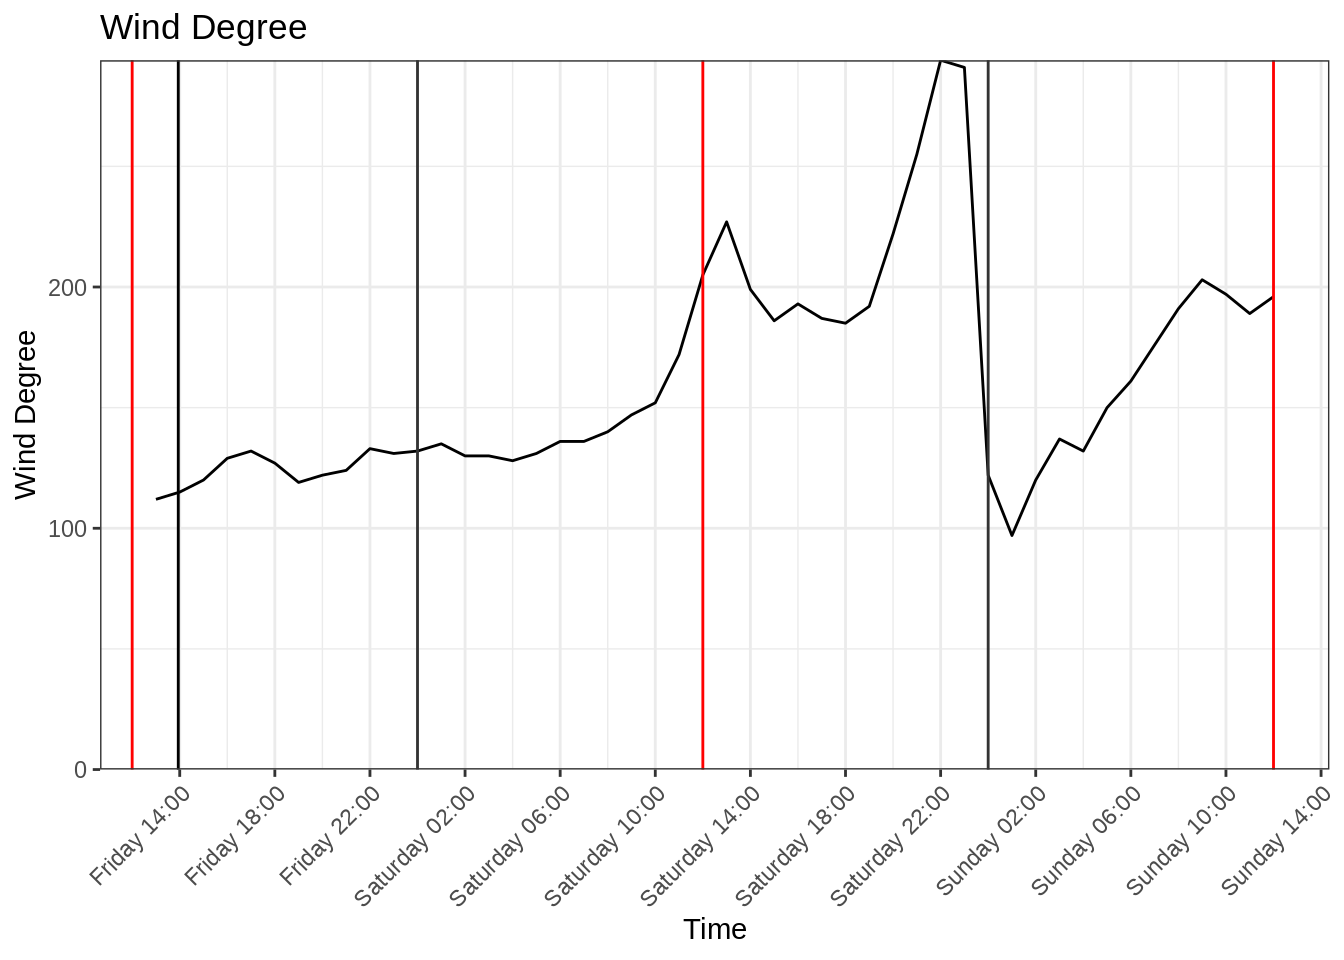 Wind Degree
Wind Degree
200
100
0
Friday 14:00
Friday 18:00
Friday 22:00
Saturday 02:00
Saturday 06:00
Saturday 10:00
Saturday 14:00
Saturday 18:00
Saturday 22:00
Sunday 02:00
Sunday 06:00
Sunday 10:00
Sunday 14:00
Time